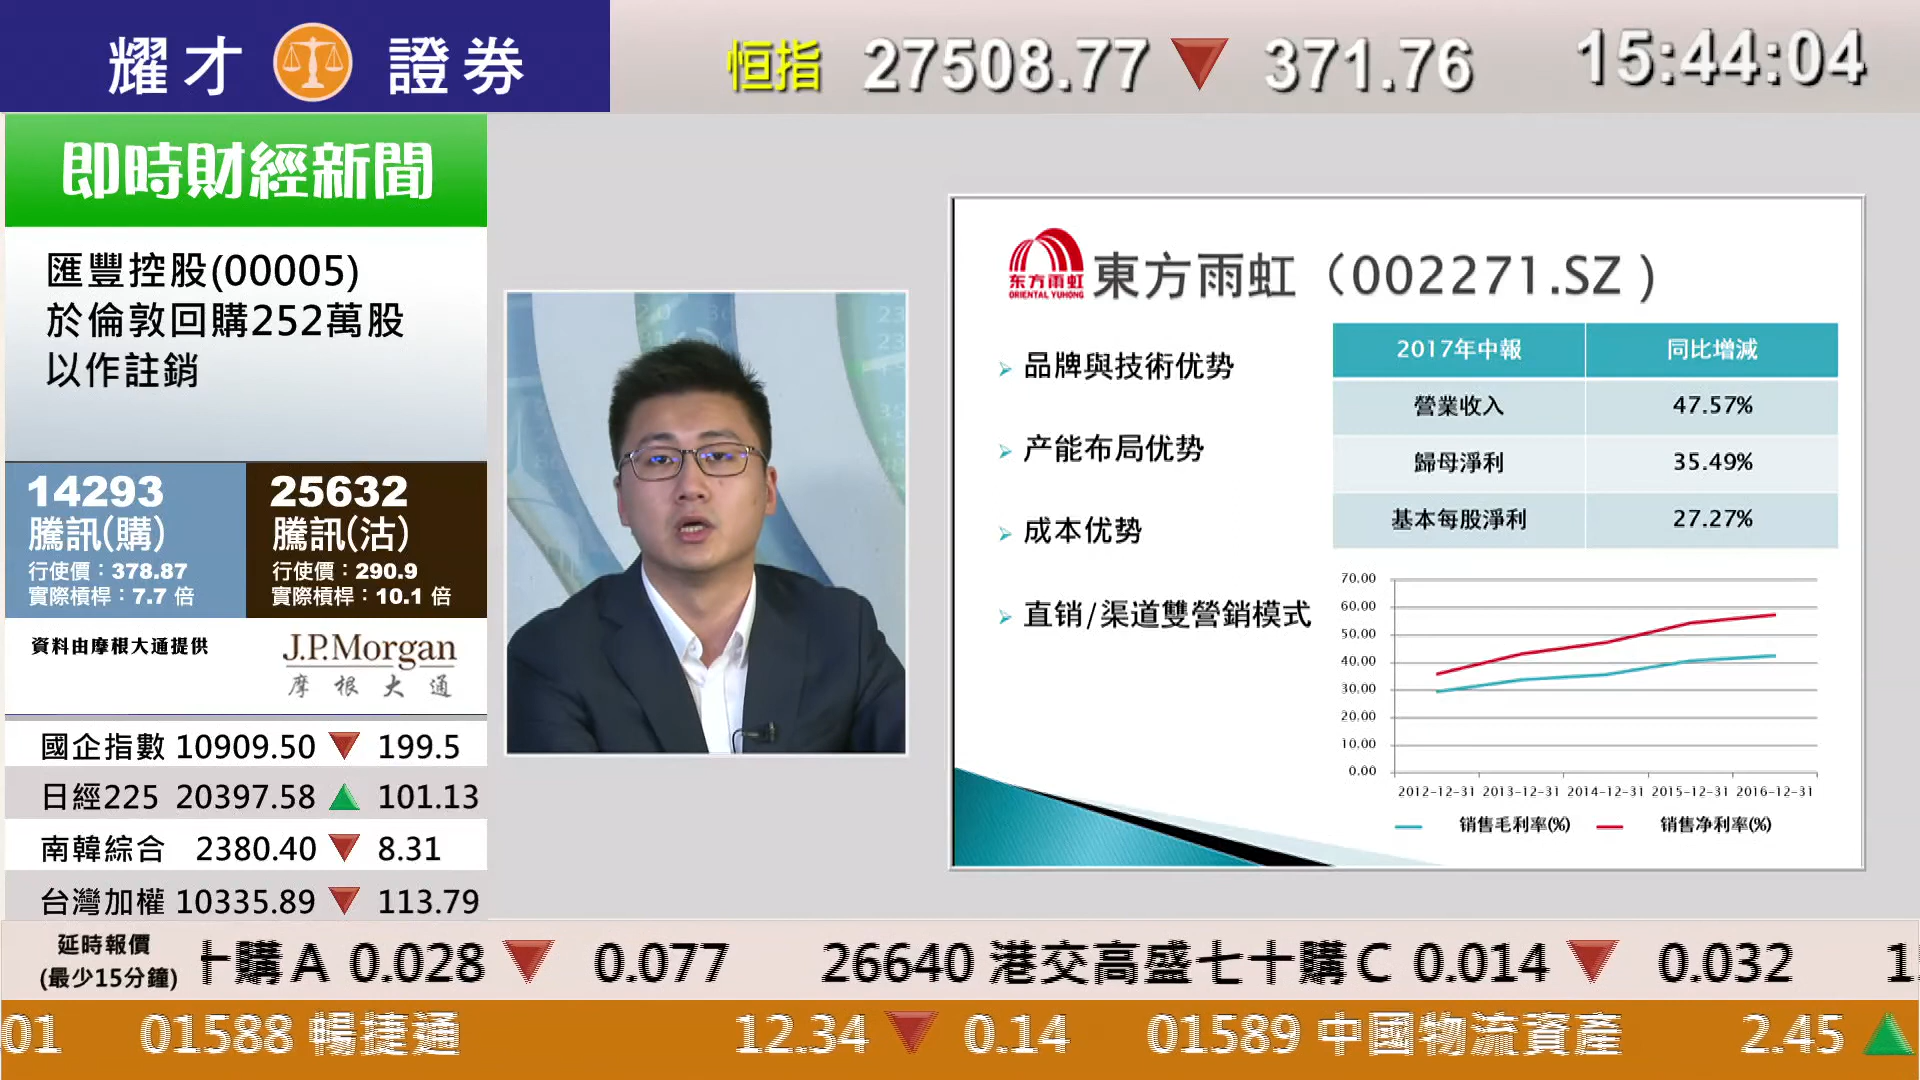 耀才 證券
恒指 27508.77 371.76
15:44:04
即時財經新聞
匯豐控股(00005)
於倫敦回購252萬股
以作註銷
14293
騰訊(購)
行使價：378.87
實際槓桿：7.7 倍
25632
騰訊(沽)
行使價：290.9
實際槓桿：10.1 倍
資料由摩根大通提供
J.P.Morgan
摩根大通
國企指數 10909.50 199.5
日經225 20397.58 101.13
南韓綜合 2380.40 8.31
台灣加權 10335.89 113.79
东方雨虹
ORIENTAL YUHONG
東方雨虹（002271.SZ）
品牌與技術优势
产能布局优势
成本优势
直销/渠道雙營銷模式
2017年中報 同比增減
營業收入 47.57%
歸母淨利 35.49%
基本每股淨利 27.27%
70.00
60.00
50.00
40.00
30.00
20.00
10.00
0.00
2012-12-31 2013-12-31 2014-12-31 2015-12-31 2016-12-31
销售毛利率(%) 销售净利率(%)
延時報價
(最少15分鐘)
十購A 0.028 0.077 26640 港交高盛七十購C 0.014 0.032
01 01588 暢捷通 12.34 0.14 01589 中國物流資產 2.45